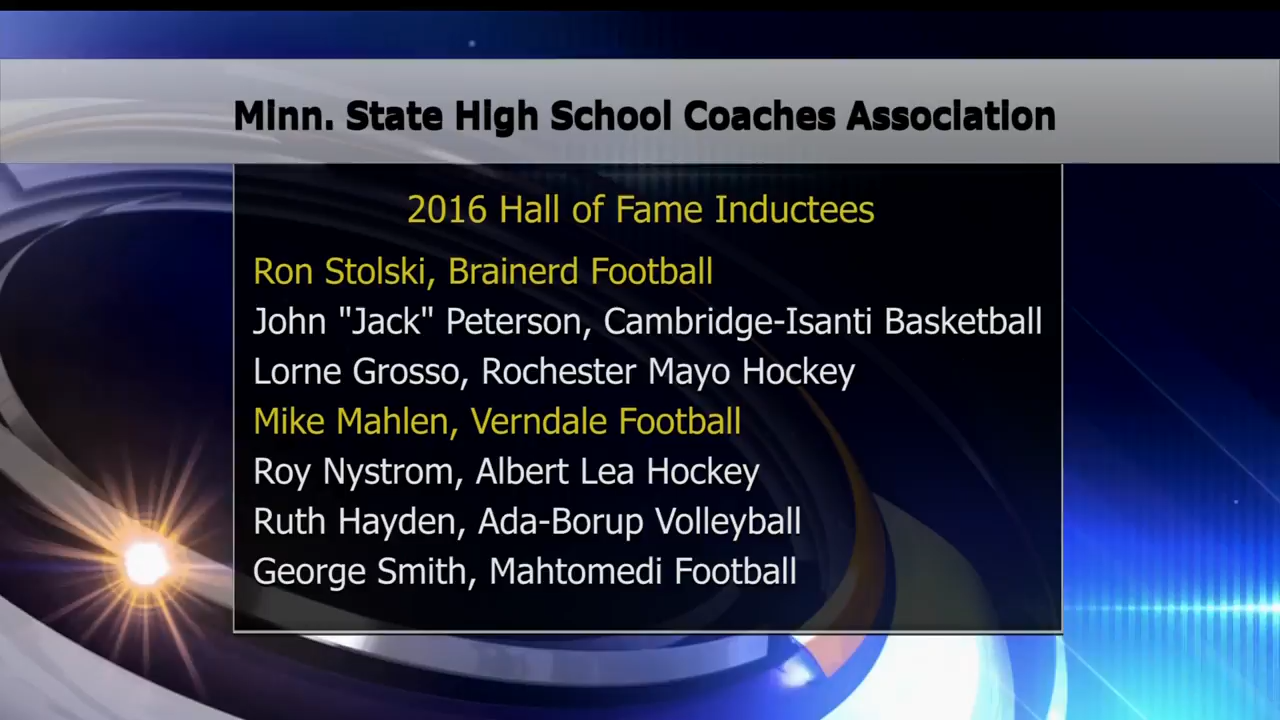 Minn. State High School Coaches Association
2016 Hall of Fame Inductees
Ron Stolski, Brainerd Football
John "Jack" Peterson, Cambridge-Isanti Basketball
Lorne Grosso, Rochester Mayo Hockey
Mike Mahlen, Verndale Football
Roy Nystrom, Albert Lea Hockey
Ruth Hayden, Ada-Borup Volleyball
George Smith, Mahtomedi Football